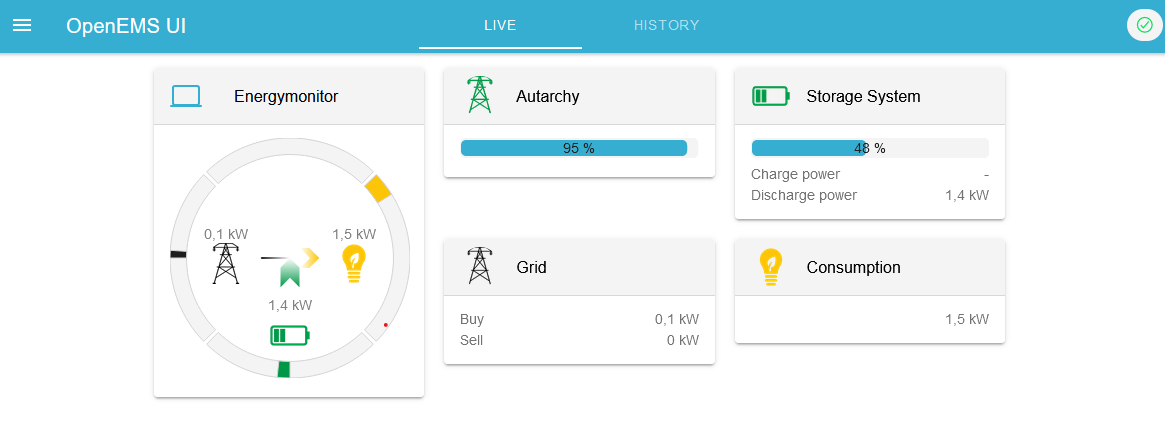 OpenEMS UI
LIVE
HISTORY
Energymonitor
0,1 kW
1,5 kW
1,4 kW
Autarchy
95 %
Storage System
48 %
Charge power -
Discharge power 1,4 kW
Grid
Buy 0,1 kW
Sell 0 kW
Consumption
1,5 kW